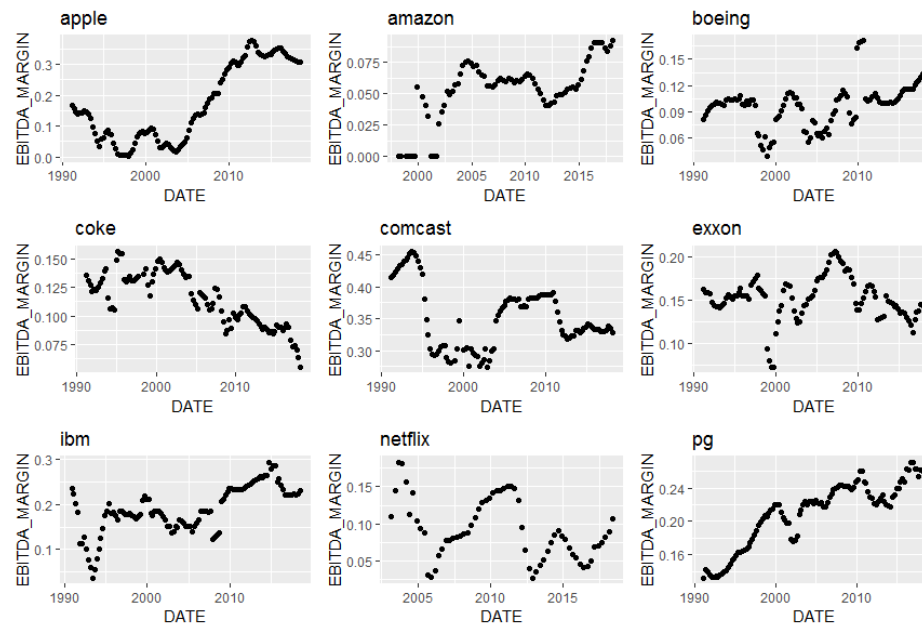 apple
EBITDA_MARGIN
0.3
0.2
0.1
0.0
1990 2000 2010
DATE
amazon
EBITDA_MARGIN
0.075
0.050
0.025
0.000
2000 2005 2010 2015
DATE
boeing
EBITDA_MARGIN
0.15
0.12
0.09
0.06
1990 2000 2010
DATE
coke
EBITDA_MARGIN
0.150
0.125
0.100
0.075
1990 2000 2010
DATE
comcast
EBITDA_MARGIN
0.45
0.40
0.35
0.30
1990 2000 2010
DATE
exxon
EBITDA_MARGIN
0.20
0.15
0.10
1990 2000 2010
DATE
ibm
EBITDA_MARGIN
0.3
0.2
0.1
1990 2000 2010
DATE
netflix
EBITDA_MARGIN
0.15
0.10
0.05
2005 2010 2015
DATE
pg
EBITDA_MARGIN
0.24
0.20
0.16
1990 2000 2010
DATE